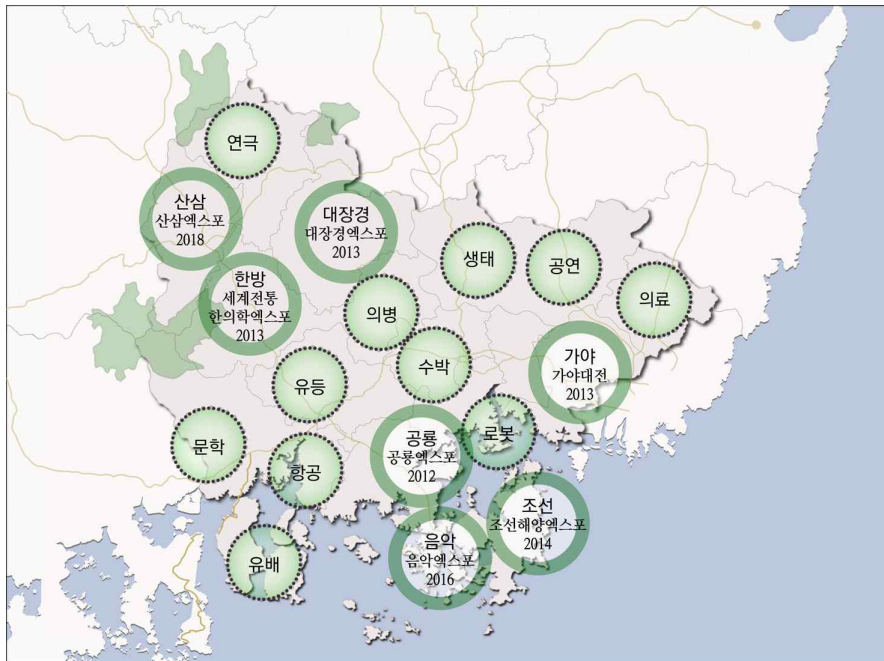 연극
산삼
산삼엑스포
2018
대장경
대장경엑스포
2013
생태
공연
한방
세계전통
한의학엑스포
2013
의병
의료
수박
가야
가야대전
2013
유등
문학
항공
공룡
공룡엑스포
2012
로봇
조선
조선해양엑스포
2014
유배
음악
음악엑스포
2016